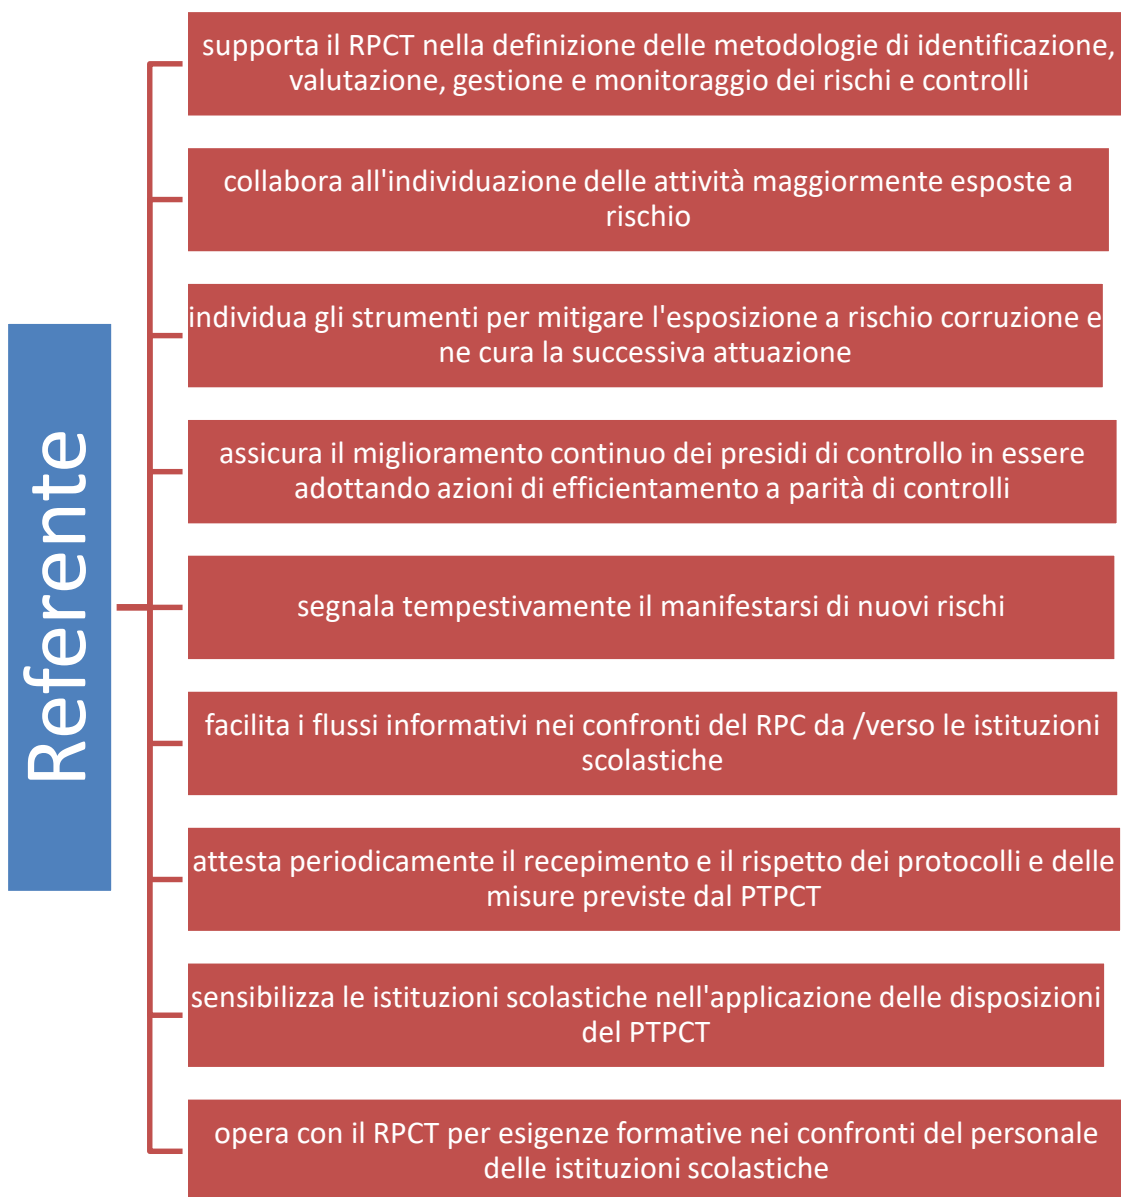 Referente
supporta il RPCT nella definizione delle metodologie di identificazione,
valutazione, gestione e monitoraggio dei rischi e controlli
collabora all'individuazione delle attività maggiormente esposte a
rischio
individua gli strumenti per mitigare l'esposizione a rischio corruzione e
ne cura la successiva attuazione
assicura il miglioramento continuo dei presidi di controllo in essere
adottando azioni di efficientamento a parità di controlli
segnala tempestivamente il manifestarsi di nuovi rischi
facilita i flussi informativi nei confronti del RPC da /verso le istituzioni
scolastiche
attesta periodicamente il recepimento e il rispetto dei protocolli e delle
misure previste dal PTPCT
sensibilizza le istituzioni scolastiche nell'applicazione delle disposizioni
del PTPCT
opera con il RPCT per esigenze formative nei confronti del personale
delle istituzioni scolastiche